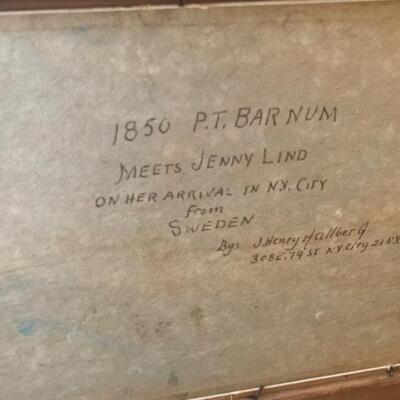 1850 P.T. BARNUM
MEETS JENNY LIND
ON HER ARRIVAL IN N.Y. CITY
From
SWEDEN
By: J. Henry Hallberg
308 E. 79 ST N.Y. City 21 N.Y.